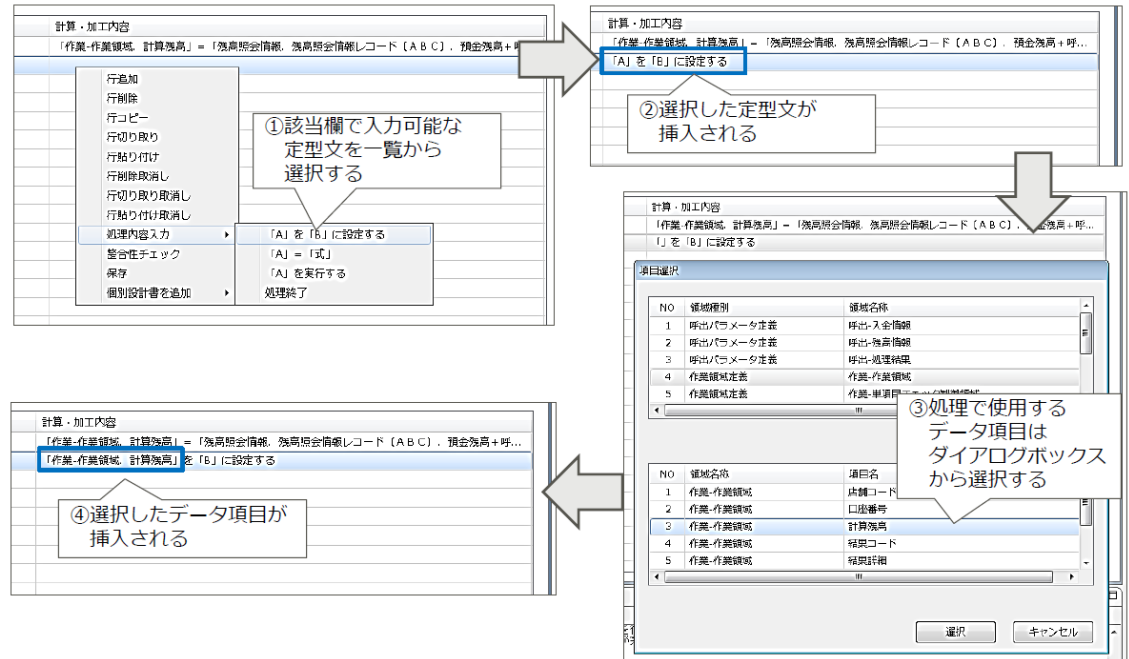 計算・加工内容
「作業-作業領域. 計算残高」=「残高照会情報. 残高照会情報レコード〔ABC〕. 預金残高+呼
行追加
行削除
行コピー
行切り取り
行貼り付け
行削除取消し
行切り取り取消し
行貼り付け取消し
処理内容入力
整合性チェック
保存
個別設計書を追加
「A」を「B」に設定する
「A」=「式」
「A」を実行する
処理終了
①該当欄で入力可能な
定型文を一覧から
選択する
計算・加工内容
「作業-作業領域. 計算残高」=「残高照会情報. 残高照会情報レコード〔ABC〕. 預金残高+呼...
「A」を「B」に設定する
②選択した定型文が
挿入される
計算・加工内容
「作業-作業領域. 計算残高」=「残高照会情報. 残高照会情報レコード〔ABC〕. 金残高+呼...
「」を「B」に設定する
項目選択
NO 領域種別 領域名称
1 呼出パラメータ定義 呼出-入金情報
2 呼出パラメータ定義 呼出-残高情報
3 呼出パラメータ定義 呼出-処理結果
4 作業領域定義 作業-作業領域
5 作業領域定義 作業-単項目
③処理で使用する
データ項目は
ダイアログボックス
から選択する
NO 領域名称 項目名
1 作業-作業領域 店舗コード
2 作業-作業領域 口座番号
3 作業-作業領域 計算残高
4 作業-作業領域 結果コード
5 作業-作業領域 結果詳細
選択 キャンセル
計算・加工内容
「作業-作業領域. 計算残高」=「残高照会情報. 残高照会情報レコード〔ABC〕. 預金残高+呼...
「作業-作業領域. 計算残高」を「B」に設定する
④選択したデータ項目が
挿入される